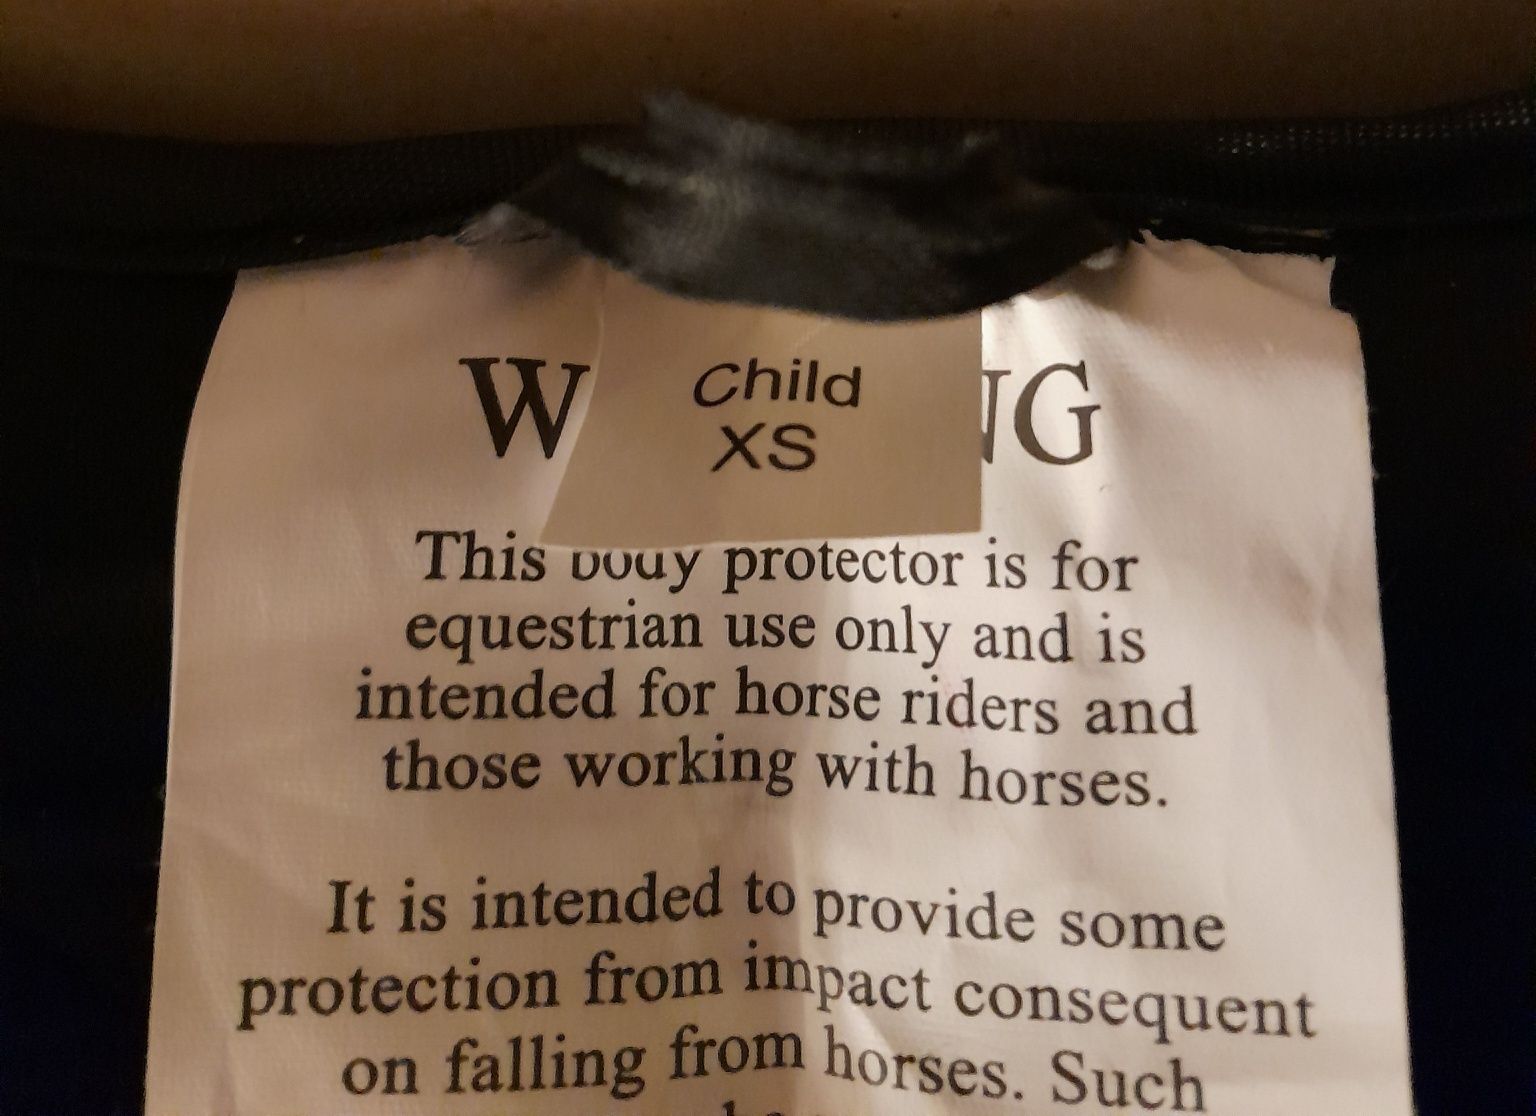 Child
XS
W NG
This body protector is for
equestrian use only and is
intended for horse riders and
those working with horses.
It is intended to provide some
protection from impact consequent
on falling from horses. Such